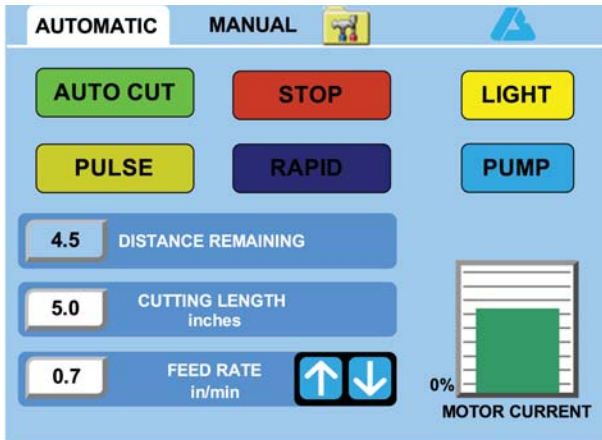 AUTOMATIC MANUAL
AUTO CUT STOP LIGHT
PULSE RAPID PUMP
4.5 DISTANCE REMAINING
5.0 CUTTING LENGTH
inches
0.7 FEED RATE
in/min
0%
MOTOR CURRENT